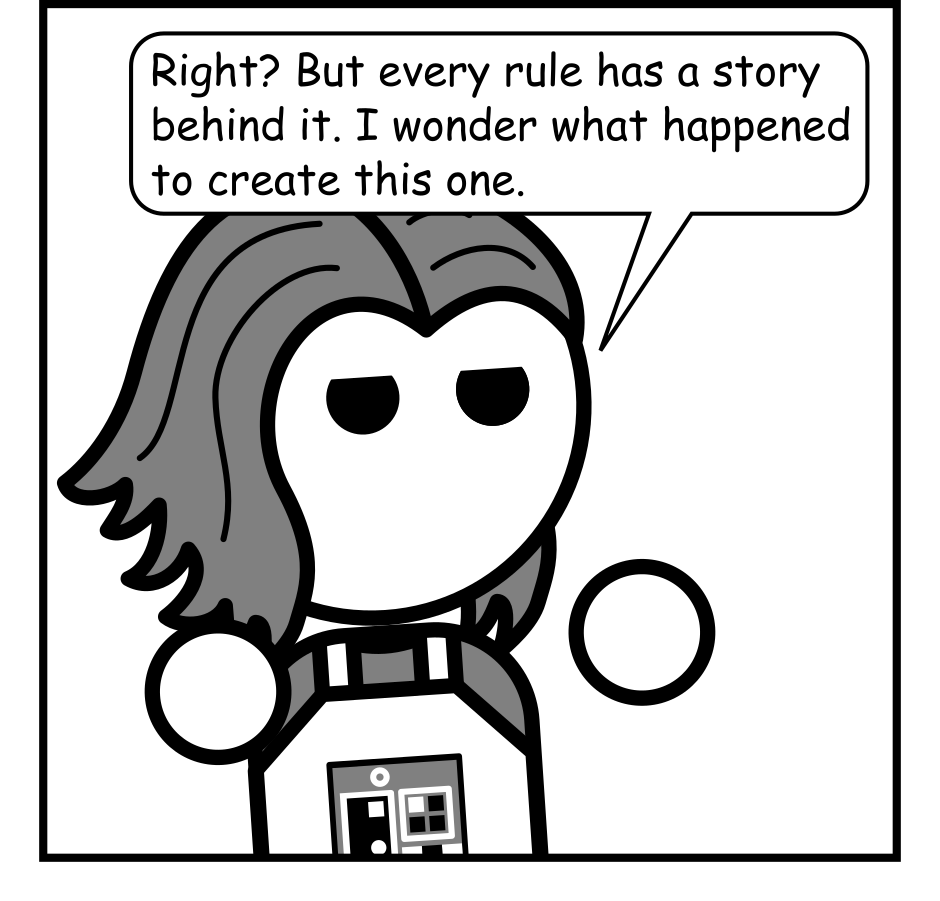 Right? But every rule has a story
behind it. I wonder what happened
to create this one.